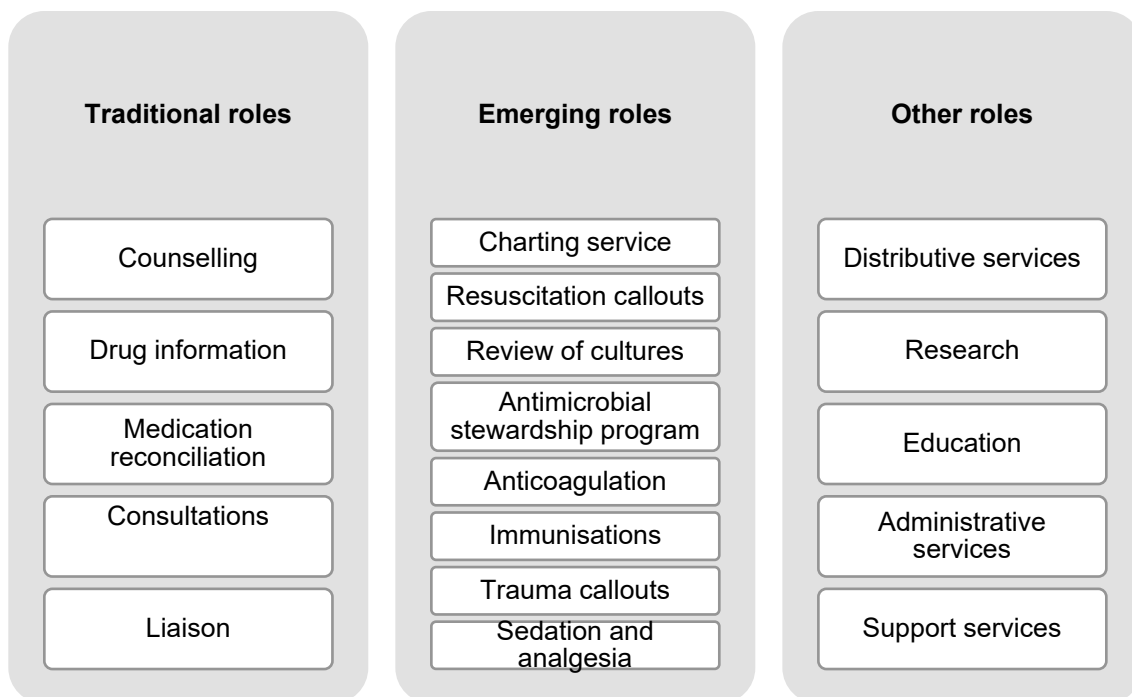 Traditional roles
Counselling
Drug information
Medication
reconciliation
Consultations
Liaison
Emerging roles
Charting service
Resuscitation callouts
Review of cultures
Antimicrobial
stewardship program
Anticoagulation
Immunisations
Trauma callouts
Sedation and
analgesia
Other roles
Distributive services
Research
Education
Administrative
services
Support services